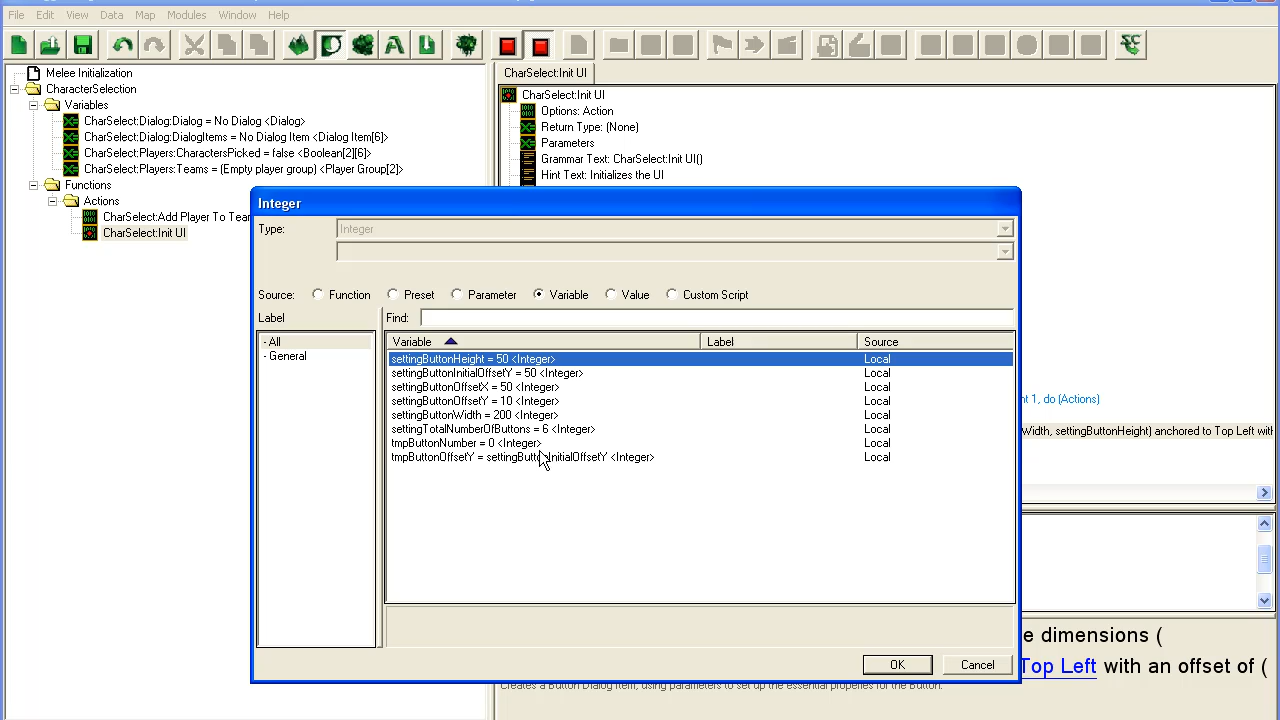 File Edit View Data Map Modules Window Help
Melee Initialization
CharacterSelection
Variables
CharSelect:Dialog:Dialog = No Dialog <Dialog>
CharSelect:Dialog:DialogItems = No Dialog Item <Dialog Item[6]>
CharSelect:Players:CharactersPicked = false <Boolean[2][6]>
CharSelect:Players:Teams = (Empty player group) <Player Group[2]>
Functions
Actions
CharSelect:Add Player To Tea
CharSelect:Init UI
CharSelect:Init UI
CharSelect:Init UI
Options: Action
Return Type: (None)
Parameters
Grammar Text: CharSelect:Init UI()
Hint Text: Initializes the UI
Integer
Type: Integer
Source: Function Preset Parameter Variable Value Custom Script
Label Find:
- All
- General
Variable Label Source
settingButtonHeight = 50 <Integer> Local
settingButtonInitialOffsetY = 50 <Integer> Local
settingButtonOffsetX = 50 <Integer> Local
settingButtonOffsetY = 10 <Integer> Local
settingButtonWidth = 200 <Integer> Local
settingTotalNumberOfButtons = 6 <Integer> Local
tmpButtonNumber = 0 <Integer> Local
tmpButtonOffsetY = settingButtonInitialOffsetY <Integer> Local
OK Cancel
t 1, do (Actions)
Width, settingButtonHeight) anchored to Top Left wit
e dimensions (
Top Left with an offset of (
Creates a Button Dialog Item, using parameters to set up the essential properties for the Button.